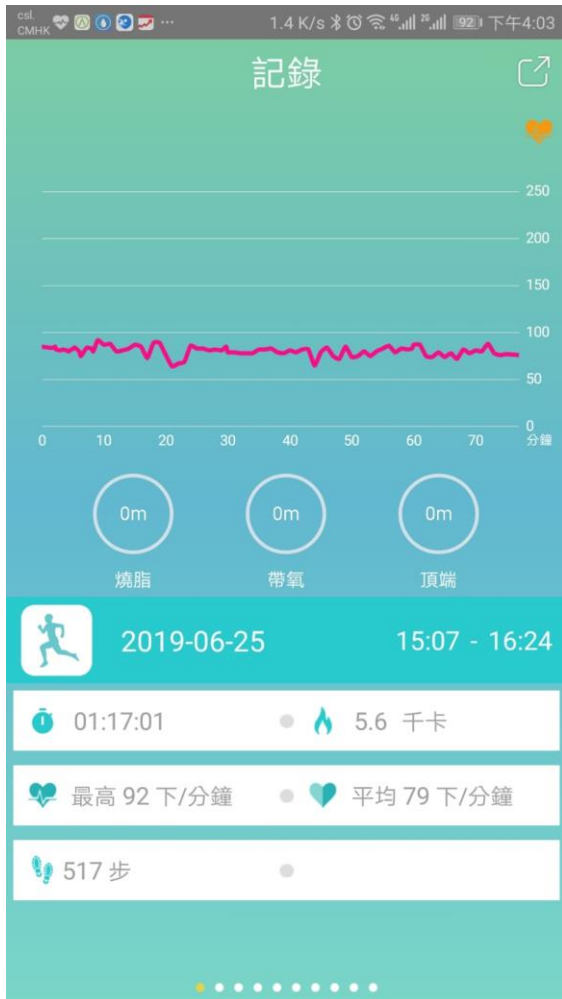 csl.
CMHK ... 1.4 K/s 4G 2G 92 下午4:03
記錄
250
200
150
100
50
0
0 10 20 30 40 50 60 70 分鐘
0m 0m 0m
燒脂 帶氧 頂端
2019-06-25 15:07 - 16:24
01:17:01 5.6 千卡
最高 92 下/分鐘 平均 79 下/分鐘
517 步